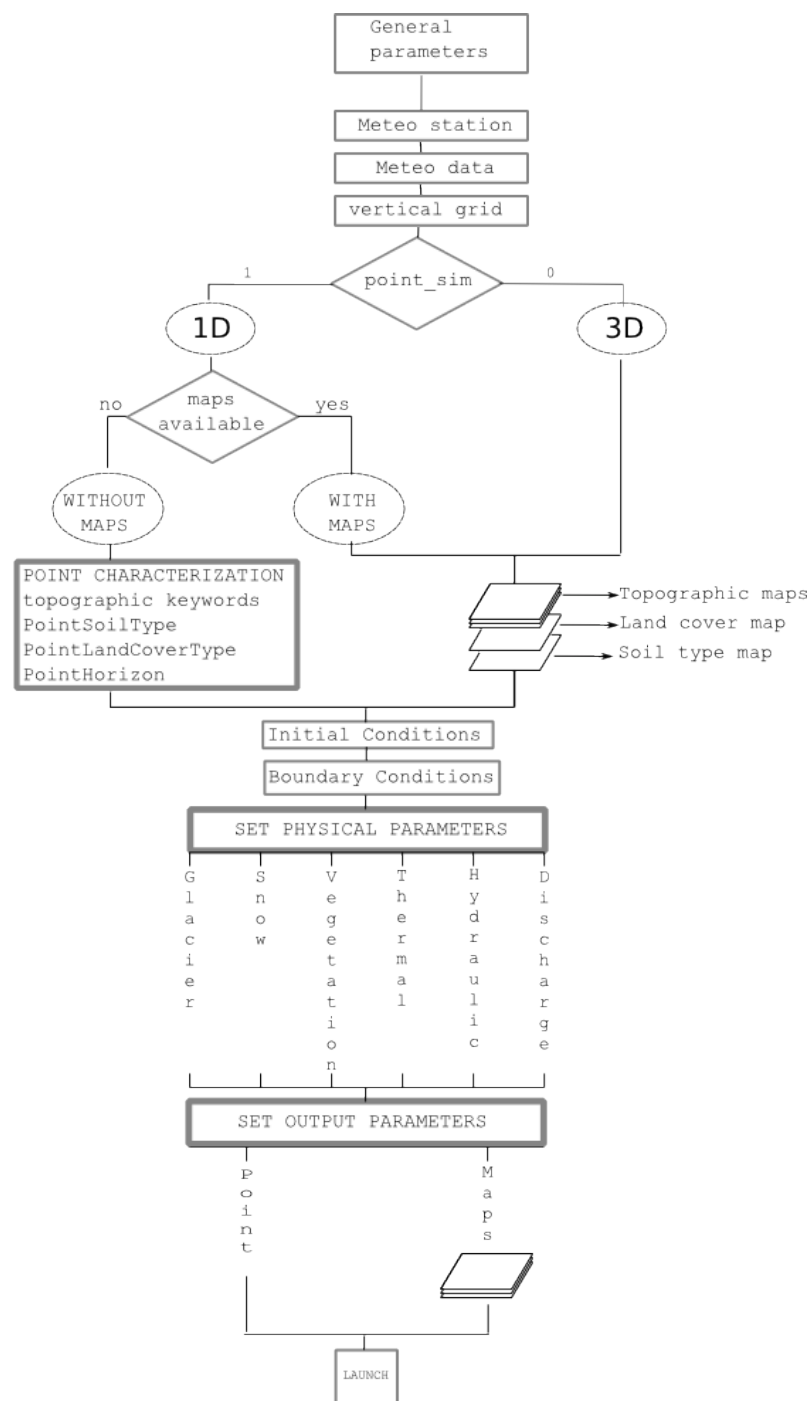 General
parameters
Meteo station
Meteo data
vertical grid
point_sim
1
0
1D
3D
maps
available
no
yes
WITHOUT
MAPS
WITH
MAPS
POINT CHARACTERIZATION
topographic keywords
PointSoilType
PointLandCoverType
PointHorizon
Topographic maps
Land cover map
Soil type map
Initial Conditions
Boundary Conditions
SET PHYSICAL PARAMETERS
Glacier
Snow
Vegetation
Thermal
Hydraulic
Discharge
SET OUTPUT PARAMETERS
Point
Maps
LAUNCH